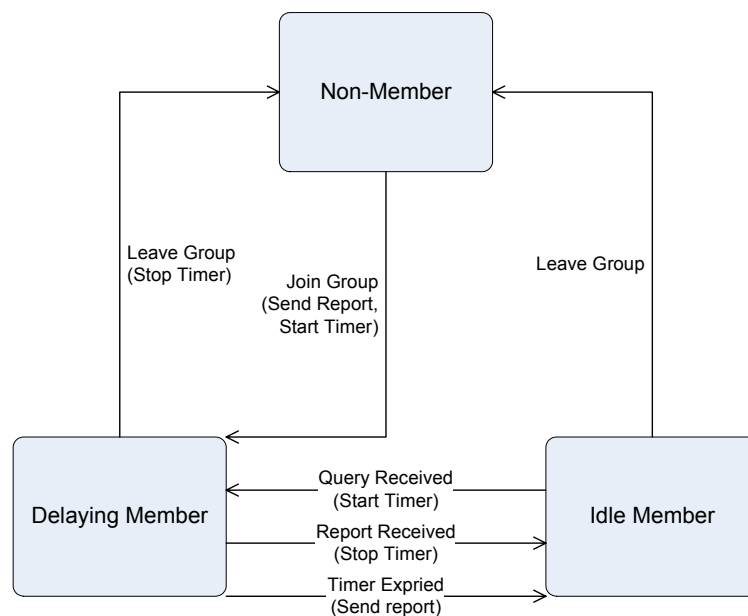 Non-Member
Leave Group
(Stop Timer)
Join Group
(Send Report,
Start Timer)
Leave Group
Delaying Member
Query Received
(Start Timer)
Report Received
(Stop Timer)
Timer Expried
(Send report)
Idle Member